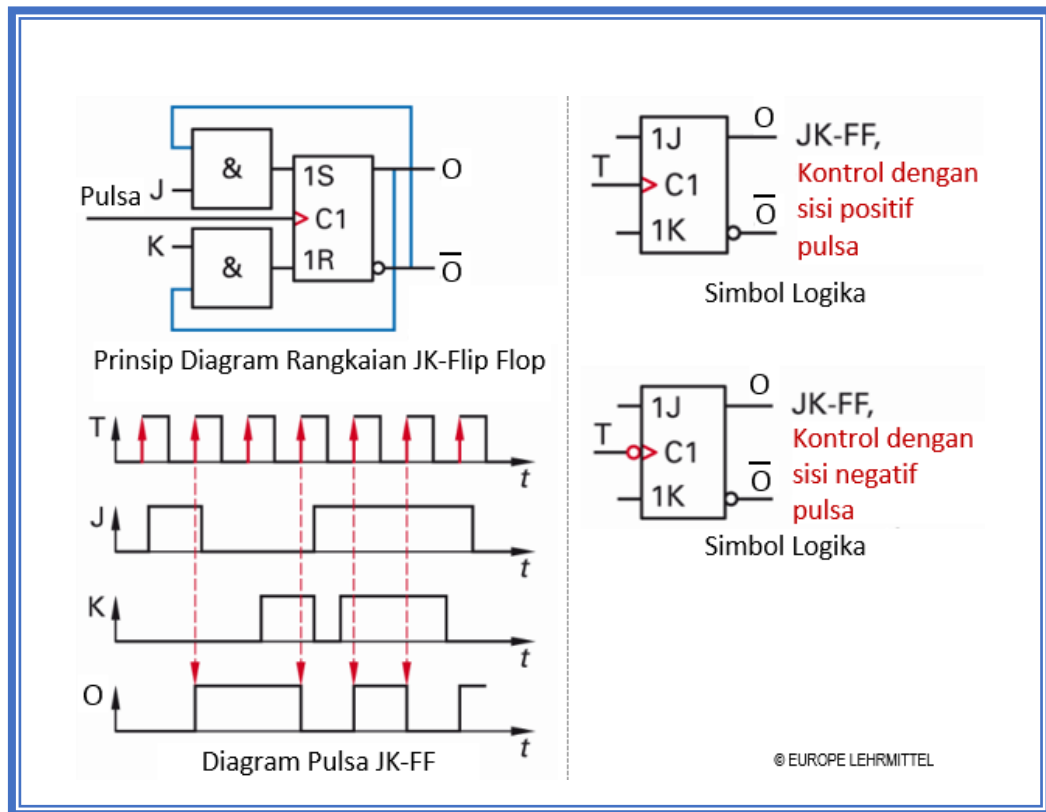 Pulsa
J
&
K
&
1S
C1
1R
O
O̅
Prinsip Diagram Rangkaian JK-Flip Flop
T
t
J
t
K
t
O
t
Diagram Pulsa JK-FF
T
1J
C1
1K
O
O̅
JK-FF,
Kontrol dengan
sisi positif
pulsa
Simbol Logika
T
1J
C1
1K
O
O̅
JK-FF,
Kontrol dengan
sisi negatif
pulsa
Simbol Logika
© EUROPE LEHRMITTEL